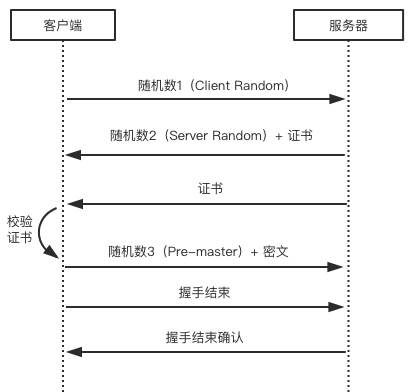 客户端
服务器
随机数1（Client Random）
随机数2（Server Random）+ 证书
证书
校验
证书
随机数3（Pre-master）+ 密文
握手结束
握手结束确认